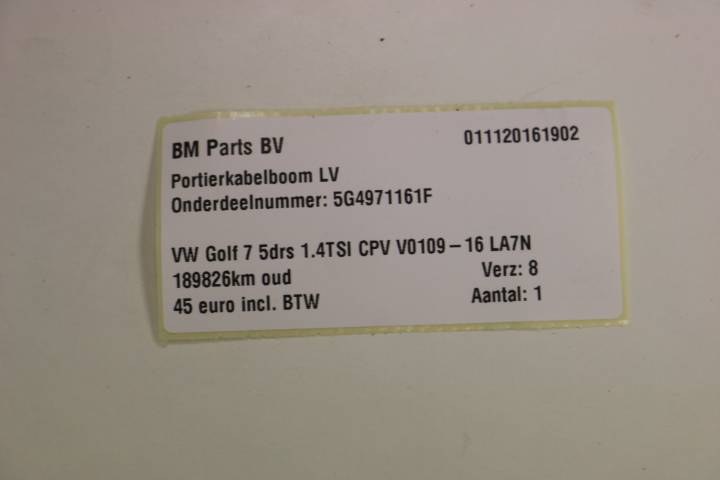 BM Parts BV 011120161902
Portierkabelboom LV
Onderdeelnummer: 5G4971161F
VW Golf 7 5drs 1.4TSI CPV V0109-16 LA7N
189826km oud Verz: 8
45 euro incl. BTW Aantal: 1